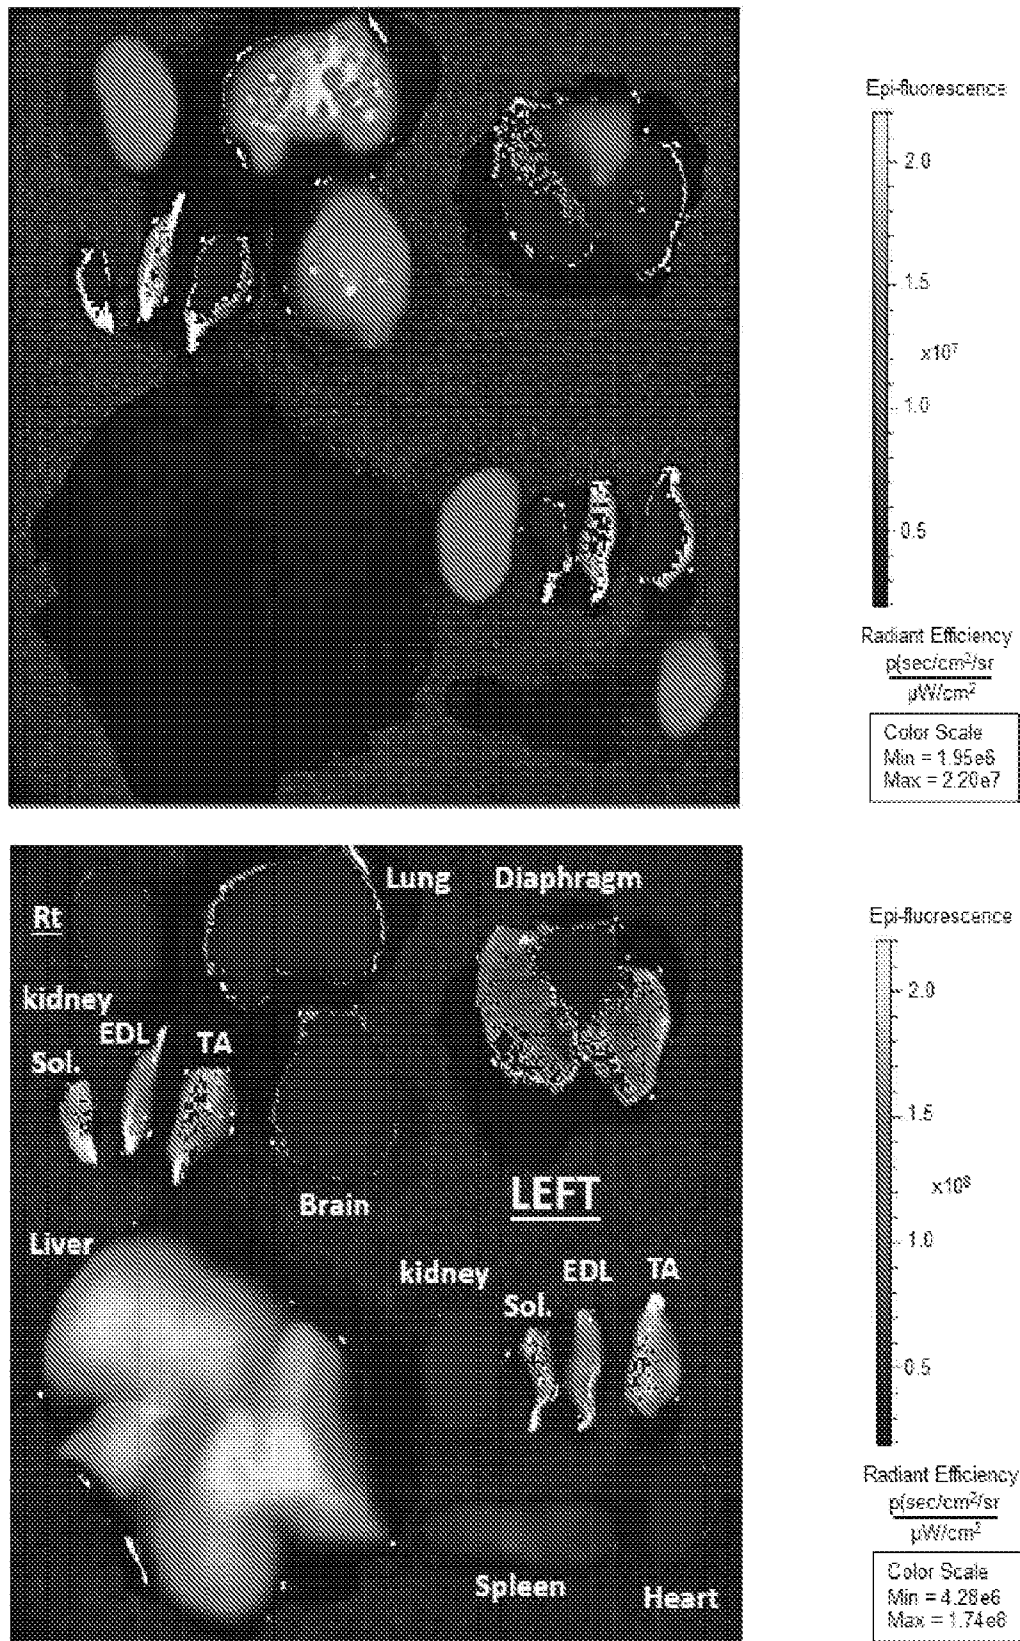 Epi-fluorescence
2.0
1.5
x10⁷
1.0
0.5
Radiant Efficiency
p(sec/cm²/sr
µW/cm²
Color Scale
Min = 1.95e6
Max = 2.20e7
Lung
Diaphragm
Rt
kidney
EDL
TA
Sol.
Brain
LEFT
Liver
kidney
EDL
TA
Sol.
Spleen
Heart
Epi-fluorescence
2.0
1.5
x10⁸
1.0
0.5
Radiant Efficiency
p(sec/cm²/sr
µW/cm²
Color Scale
Min = 4.28e6
Max = 1.74e8